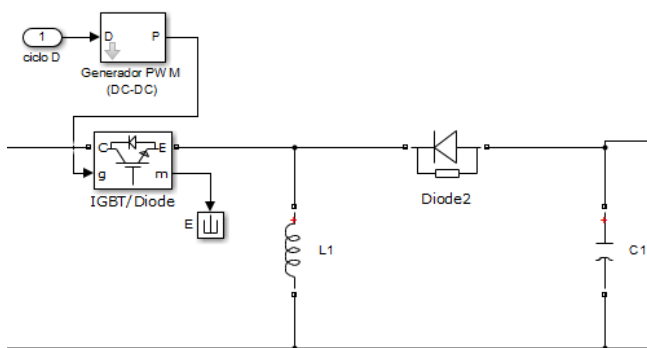 1
ciclo D
D
P
Generador PWM
(DC-DC)
C
E
g
m
IGBT/Diode
E
Diode2
L1
C1